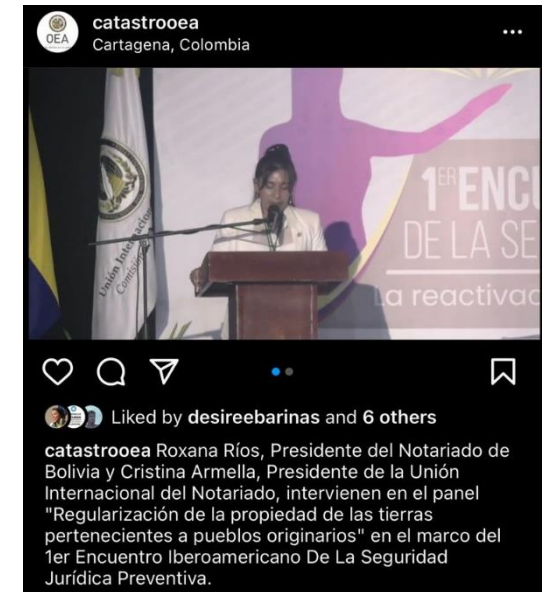 OEA
catastrooea
Cartagena, Colombia
Unión Internacion
Comisión
1ER ENCU
DE LA SE
La reactivac
Liked by desireebarinas and 6 others
catastrooea Roxana Ríos, Presidente del Notariado de
Bolivia y Cristina Armella, Presidente de la Unión
Internacional del Notariado, intervienen en el panel
"Regularización de la propiedad de las tierras
pertenecientes a pueblos originarios" en el marco del
1er Encuentro Iberoamericano De La Seguridad
Jurídica Preventiva.